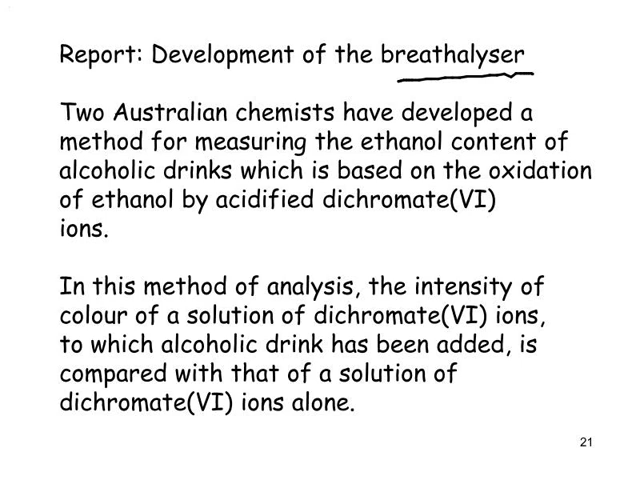 Report: Development of the breathalyser
Two Australian chemists have developed a
method for measuring the ethanol content of
alcoholic drinks which is based on the oxidation
of ethanol by acidified dichromate(VI)
ions.
In this method of analysis, the intensity of
colour of a solution of dichromate(VI) ions,
to which alcoholic drink has been added, is
compared with that of a solution of
dichromate(VI) ions alone.
21